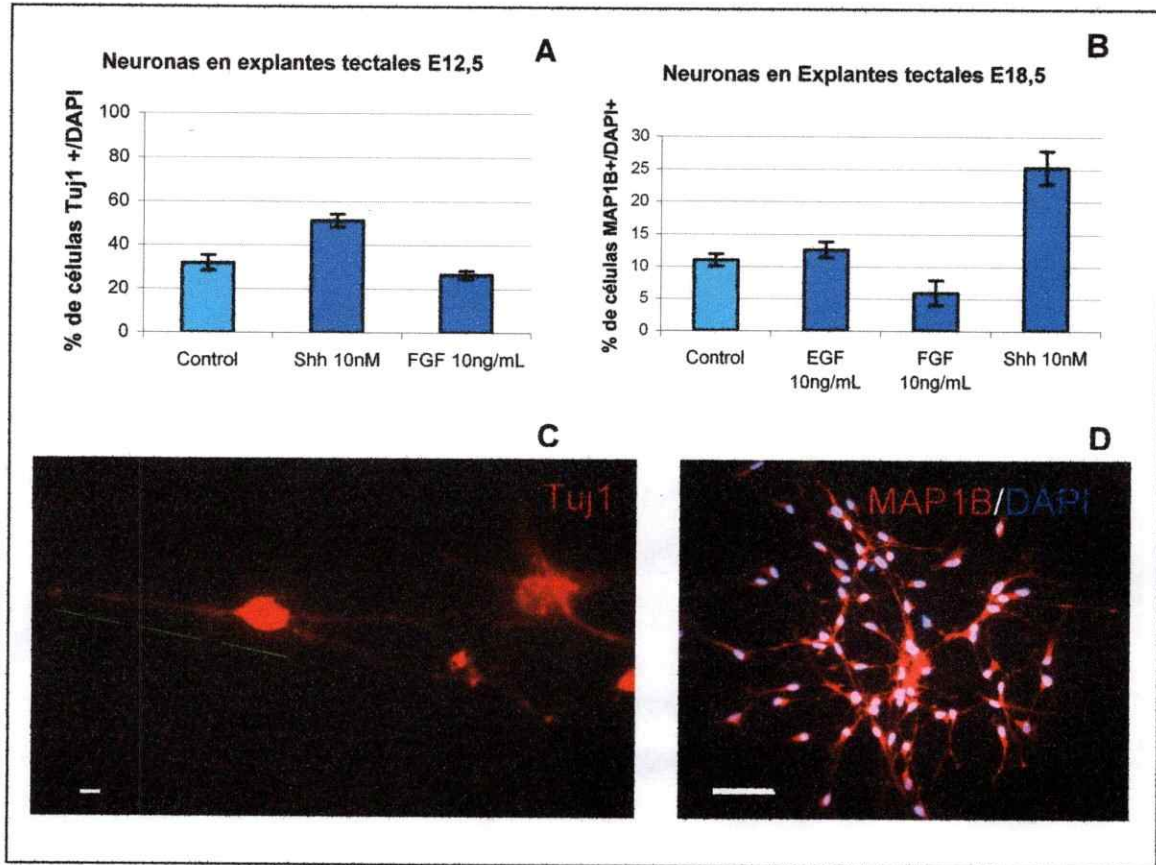 A
Neuronas en explantes tectales E12,5
% de células Tuj1 +/DAPI
100
80
60
40
20
0
Control
Shh 10nM
FGF 10ng/mL
B
Neuronas en Explantes tectales E18,5
% de células MAP1B+/DAPI+
30
25
20
15
10
5
0
Control
EGF
10ng/mL
FGF
10ng/mL
Shh 10nM
C
Tuj1
D
MAP1B/DAPI